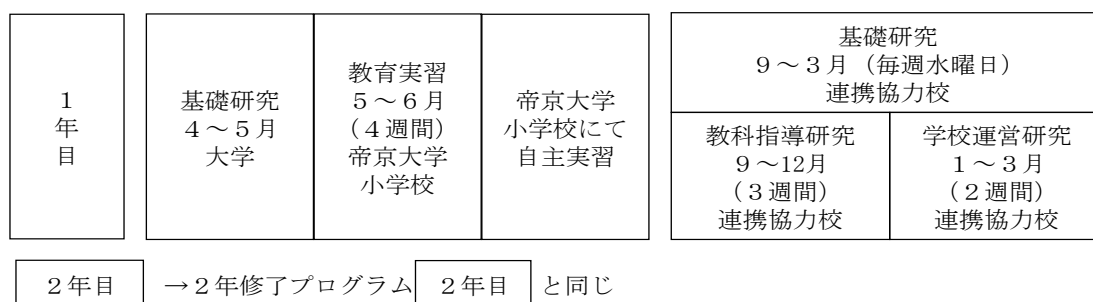 1
年
目
基礎研究
4～5月
大学
教育実習
5～6月
(4週間)
帝京大学
小学校
帝京大学
小学校にて
自主実習
基礎研究
9～3月（毎週水曜日）
連携協力校
教科指導研究
9～12月
(3週間)
連携協力校
学校運営研究
1～3月
(2週間)
連携協力校
2年目 →2年修了プログラム 2年目 と同じ